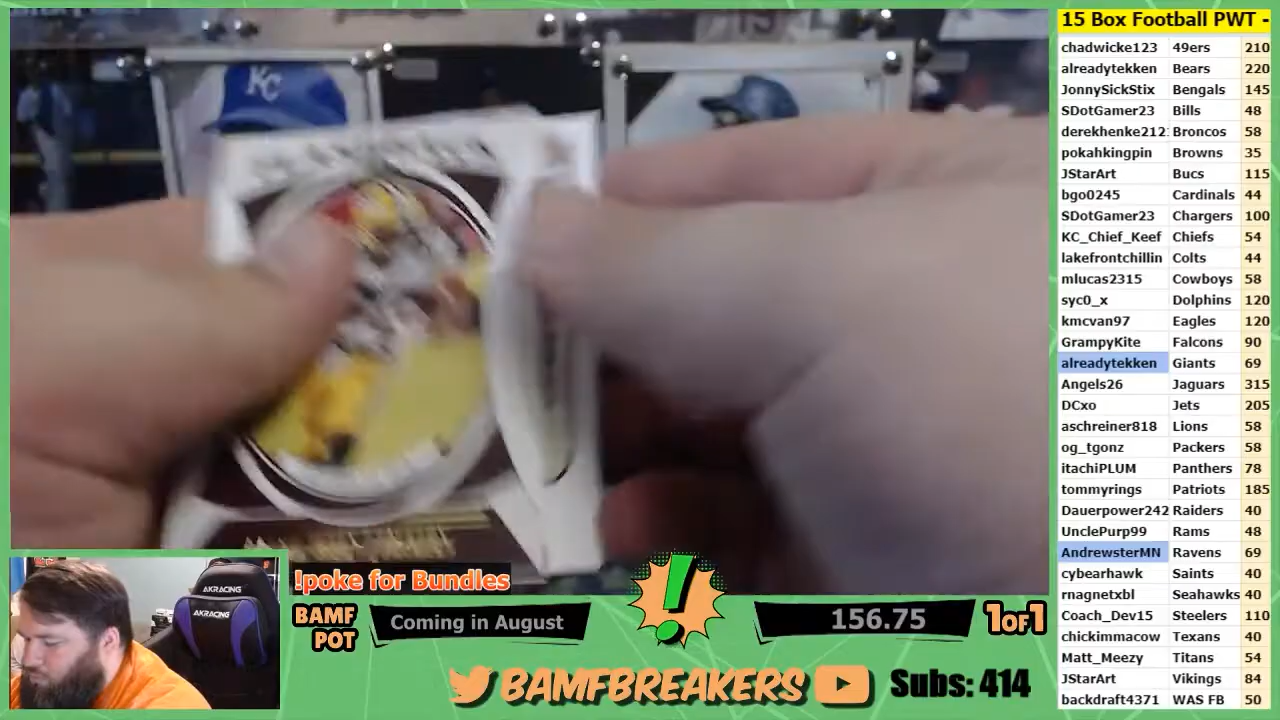 15 Box Football PWT -
chadwicke123 49ers 210
alreadytekken Bears 220
JonnySickStix Bengals 145
SDotGamer23 Bills 48
derekhenke212 Broncos 58
pokahkingpin Browns 35
JStarArt Bucs 115
bgo0245 Cardinals 44
SDotGamer23 Chargers 100
KC_Chief_Keef Chiefs 54
lakefrontchillin Colts 44
mlucas2315 Cowboys 58
syc0_x Dolphins 120
kmcvan97 Eagles 120
GrampyKite Falcons 90
alreadytekken Giants 69
Angels26 Jaguars 315
DCxo Jets 205
aschreiner818 Lions 58
og_tgonz Packers 58
itachiPLUM Panthers 78
tommyrings Patriots 185
Dauerpower242 Raiders 40
UnclePurp99 Rams 48
AndrewsterMN Ravens 69
cybearhawk Saints 40
rnagnetxbl Seahawks 40
Coach_Dev15 Steelers 110
chickimmacow Texans 40
Matt_Meezy Titans 54
JStarArt Vikings 84
backdraft4371 WAS FB 50
KC
AKRACING
AKRACING
!poke for Bundles
BAMF POT
Coming in August
!
156.75
1OF1
BAMFBREAKERS
Subs: 414